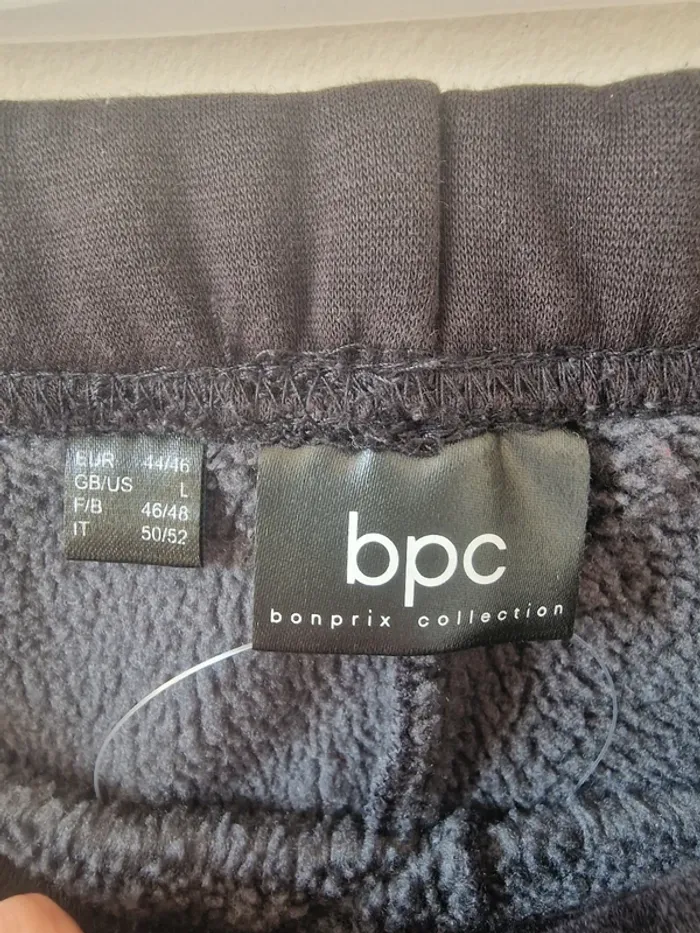 EUR 44/46
GB/US L
F/B 46/48
IT 50/52
bpc
bonprix collection